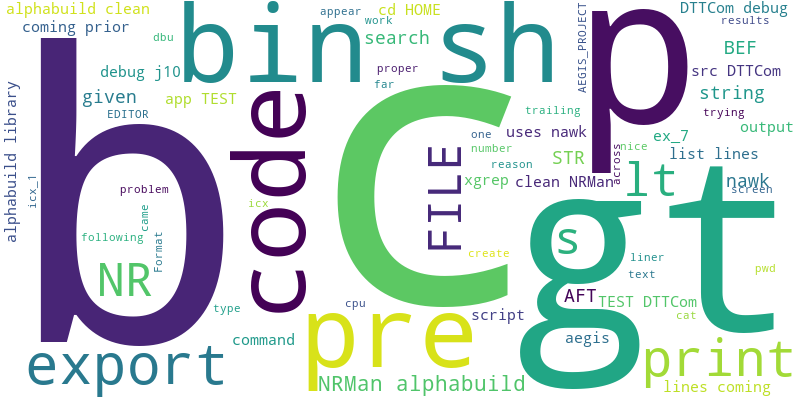 alphabuild clean
coming prior
bin sh
appear
work
cd HOME
search
p
DTTCom debug
results
AEGIS_PROJECT
dbu
BEF
debug j10
proper
far
src DTTCom
given
app TEST
string
EDITOR
code
b
C
trailing
trying
output
one
uses nawk
ex_7
number
STR
nice
list lines
reason
across
FILE
alphabuild library
icx_1
problem
xgrep
clean NRMan
lt
nawk
screen
icx
came
following
Format
s
gt
create
liner
text
pwd
NR
type
cpu
AFT
TEST DTTCom
cat
pre
script
command
aegis
print
export
NRMan alphabuild
lines coming